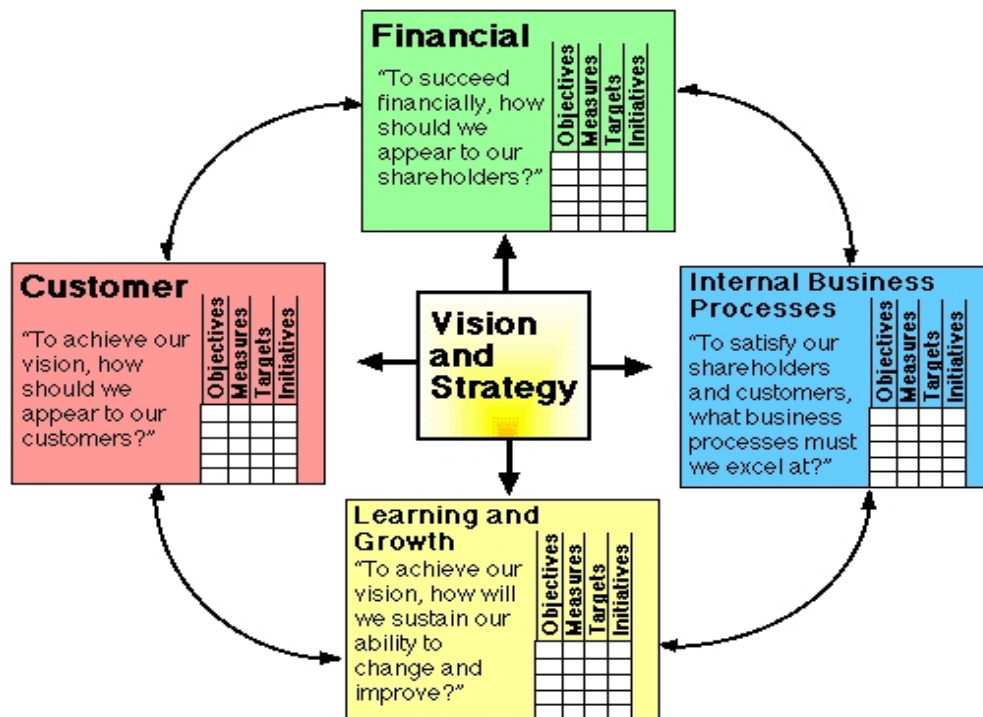 Financial
“To succeed
financially, how
should we
appear to our
shareholders?”
Objectives
Measures
Targets
Initiatives
Customer
“To achieve our
vision, how
should we
appear to our
customers?”
Objectives
Measures
Targets
Initiatives
Vision
and
Strategy
Internal Business
Processes
“To satisfy our
shareholders
and customers,
what business
processes must
we excel at?”
Objectives
Measures
Targets
Initiatives
Learning and
Growth
“To achieve our
vision, how will
we sustain our
ability to
change and
improve?”
Objectives
Measures
Targets
Initiatives